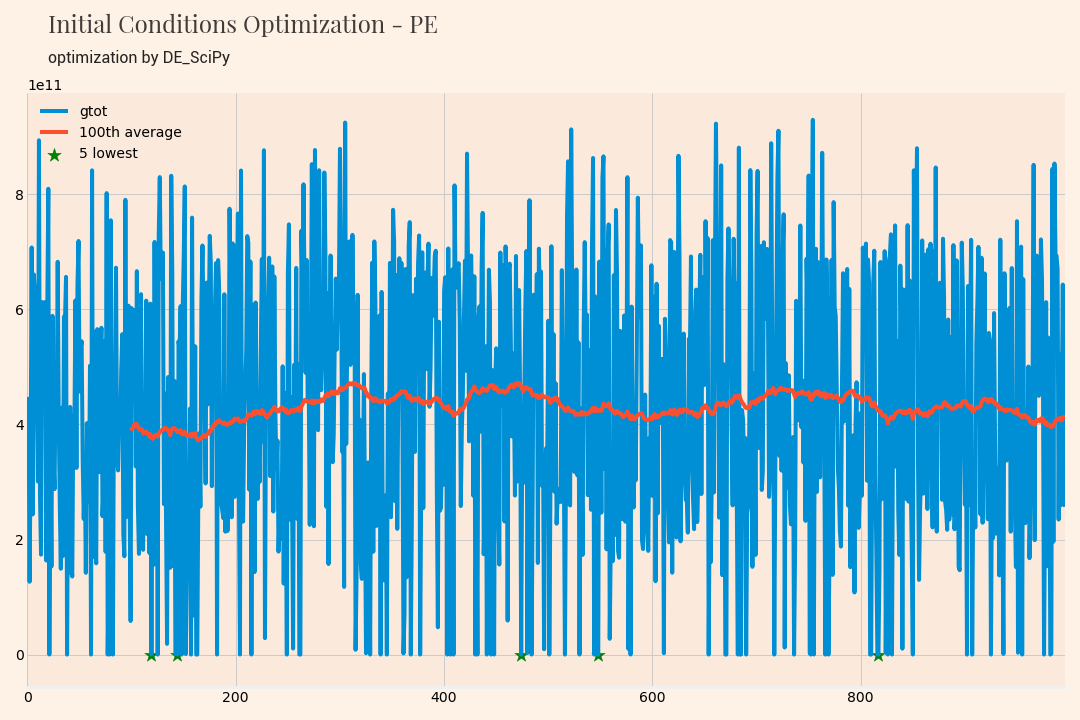 Initial Conditions Optimization - PE
optimization by DE_SciPy
1e11
gtot
100th average
5 lowest
8
6
4
2
0
0 200 400 600 800